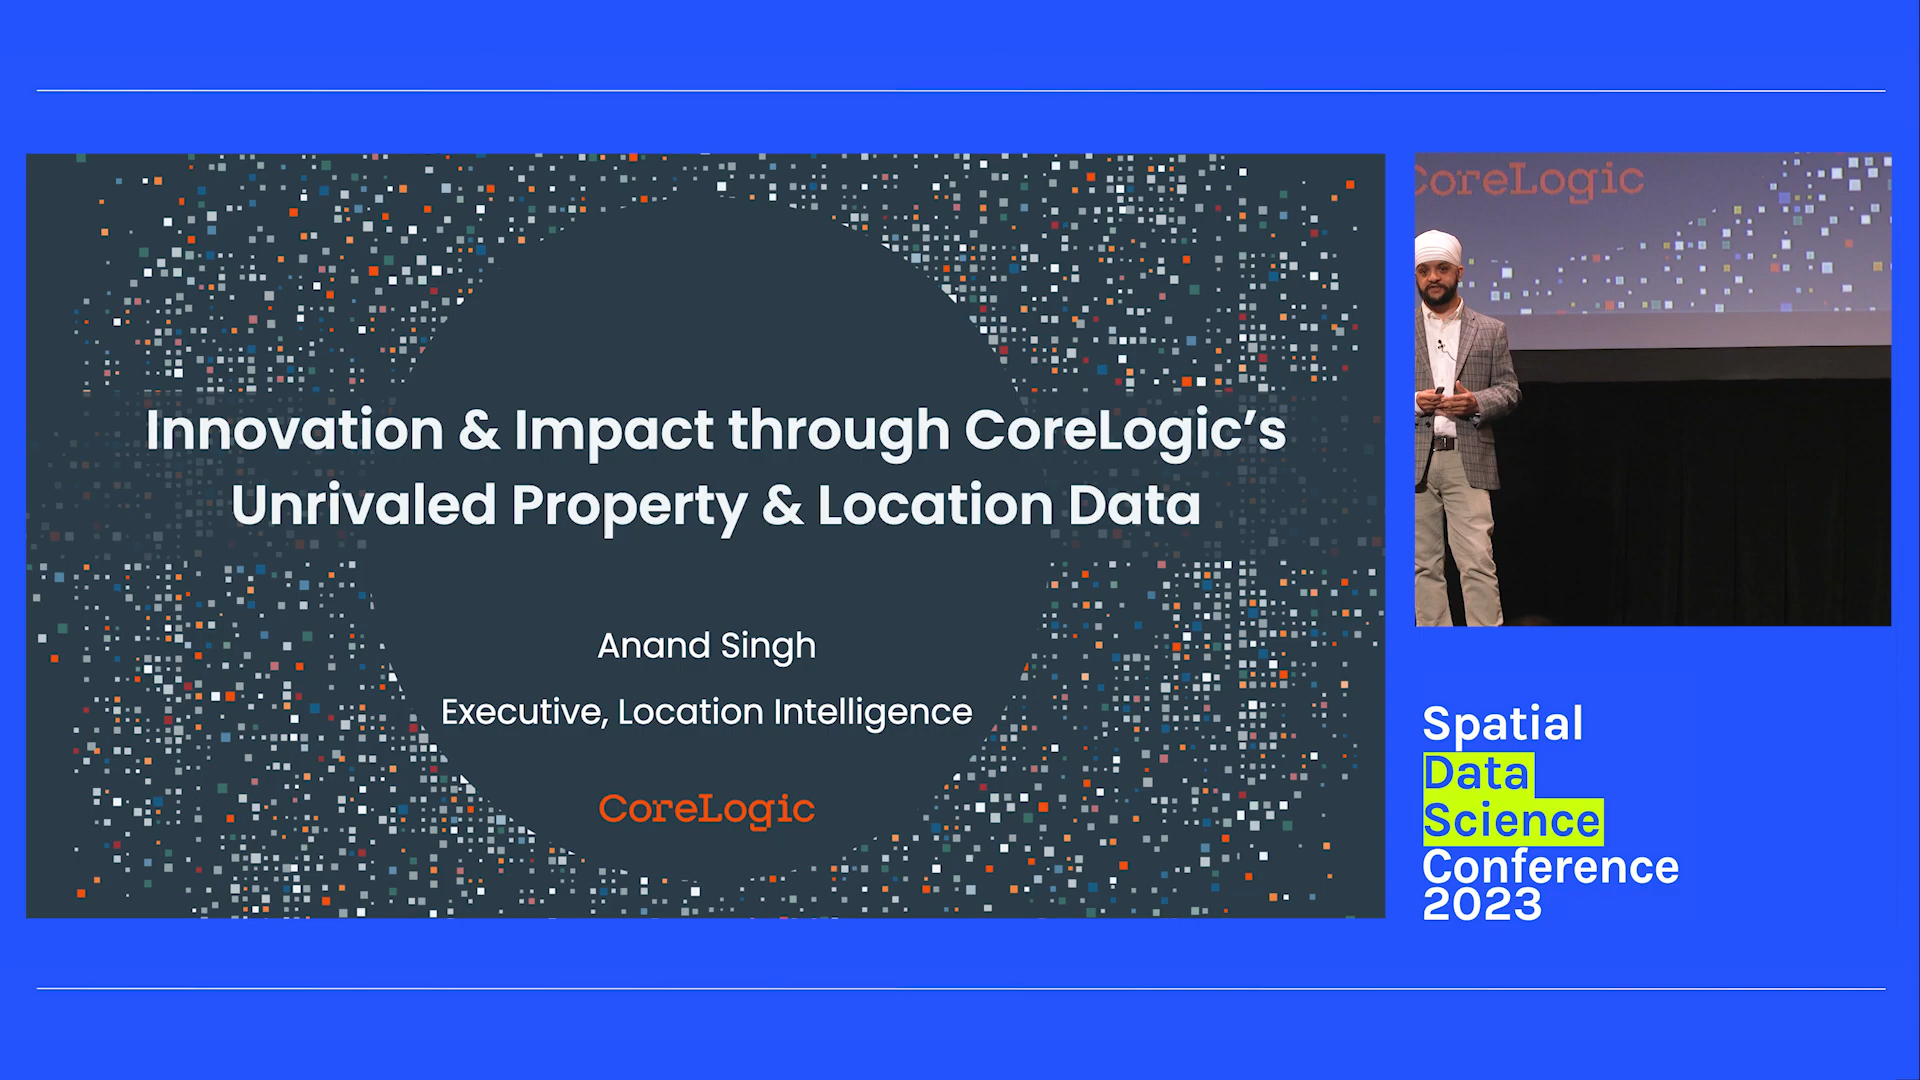 Innovation & Impact through CoreLogic’s
Unrivaled Property & Location Data
Anand Singh
Executive, Location Intelligence
CoreLogic
CoreLogic
Spatial
Data
Science
Conference
2023